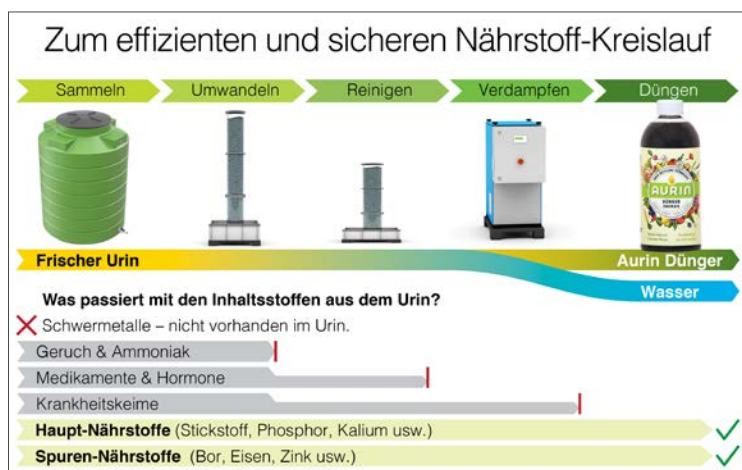 Zum effizienten und sicheren Nährstoff-Kreislauf
Sammeln
Umwandeln
Reinigen
Verdampfen
Düngen
AURIN
DÜNGER
Frischer Urin
Aurin Dünger
Wasser
Was passiert mit den Inhaltsstoffen aus dem Urin?
Schwermetalle – nicht vorhanden im Urin.
Geruch & Ammoniak
Medikamente & Hormone
Krankheitskeime
Haupt-Nährstoffe (Stickstoff, Phosphor, Kalium usw.)
Spuren-Nährstoffe (Bor, Eisen, Zink usw.)